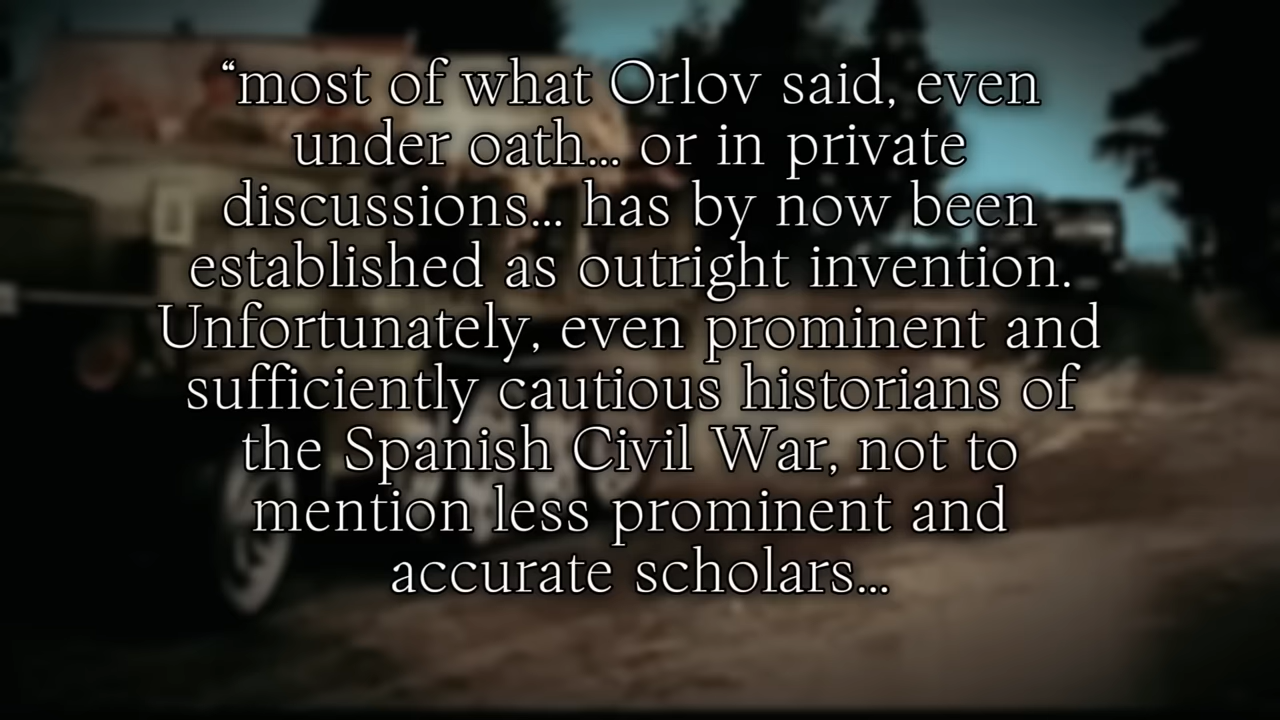 “most of what Orlov said, even
under oath... or in private
discussions... has by now been
established as outright invention.
Unfortunately, even prominent and
sufficiently cautious historians of
the Spanish Civil War, not to
mention less prominent and
accurate scholars...